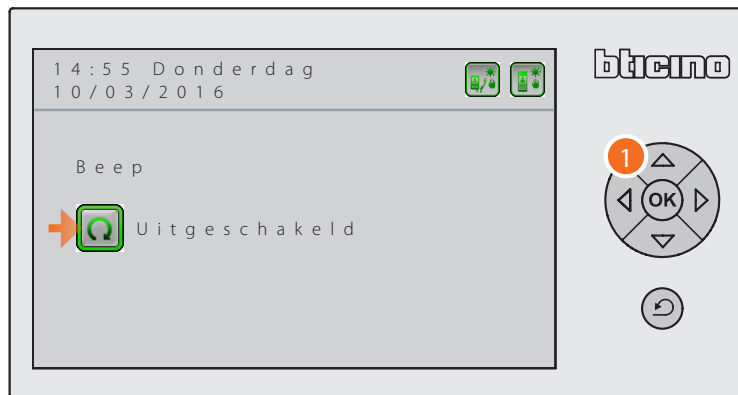 14:55 Donderdag
10/03/2016
bticino
1
Beep
OK
Uitgeschakeld